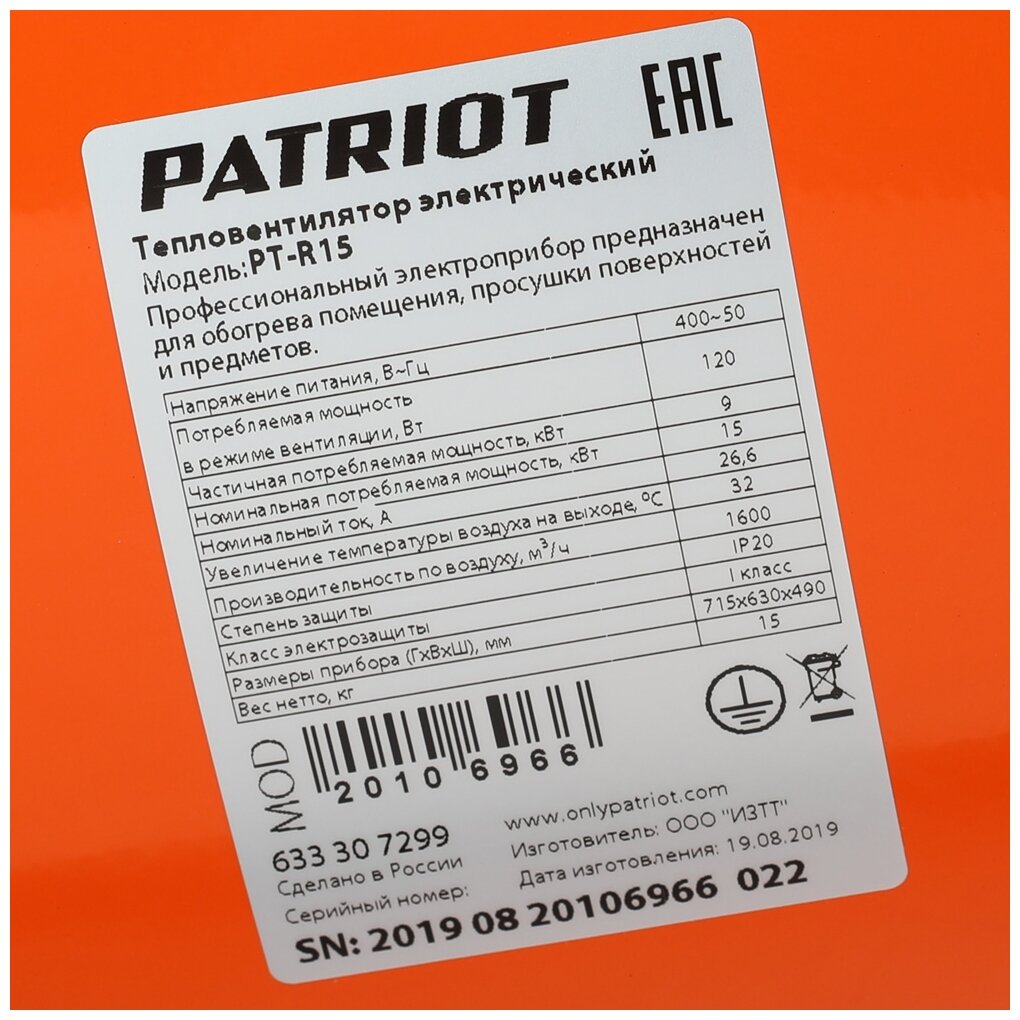 PATRIOT
EAC
Тепловентилятор электрический
Модель:PT-R15
Профессиональный электроприбор предназначен
для обогрева помещения, просушки поверхностей
и предметов.
Напряжение питания, В~Гц 400~50
Потребляемая мощность
в режиме вентиляции, Вт 120
Частичная потребляемая мощность, кВт 9
Номинальная потребляемая мощность, кВт 15
Номинальный ток, А 26,6
Увеличение температуры воздуха на выходе, °С 32
Производительность по воздуху, м³/ч 1600
Степень защиты IP20
Класс электрозащиты I класс
Размеры прибора (ГхВхШ), мм 715х630х490
Вес нетто, кг 15
MOD
2010 6966
633 30 7299
Сделано в России
Серийный номер:
www.onlypatriot.com
Изготовитель: ООО "ИЗТТ"
Дата изготовления: 19.08.2019
SN: 2019 08 20106966 022